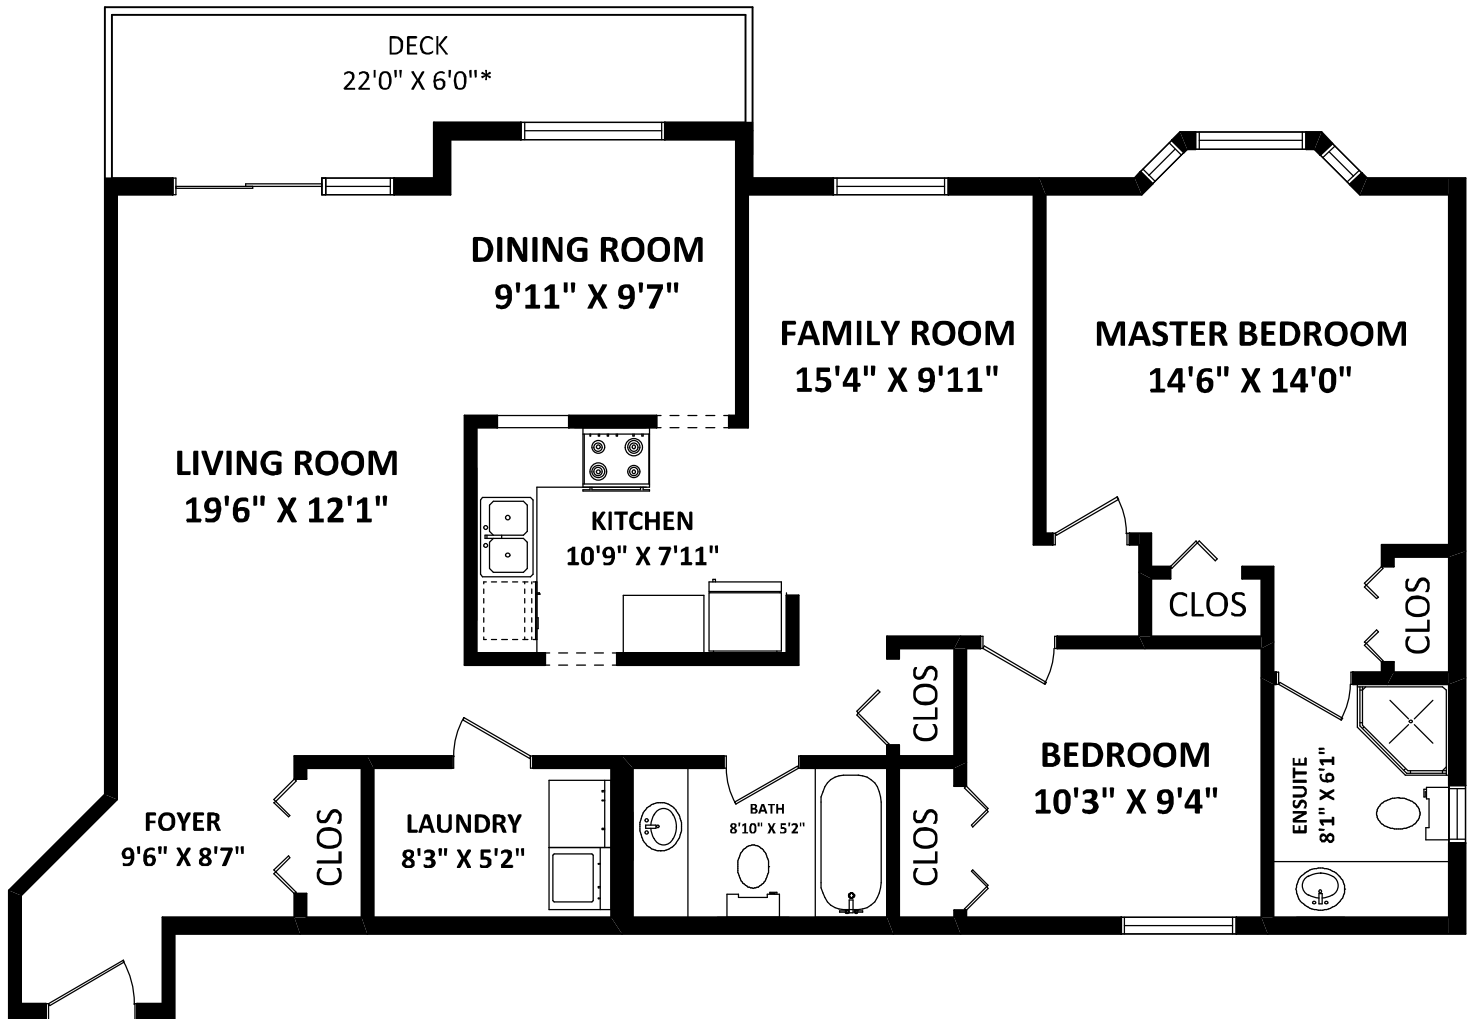 DECK
22'0" X 6'0"*
DINING ROOM
9'11" X 9'7"
FAMILY ROOM
15'4" X 9'11"
MASTER BEDROOM
14'6" X 14'0"
LIVING ROOM
19'6" X 12'1"
KITCHEN
10'9" X 7'11"
CLOS
CLOS
CLOS
BEDROOM
10'3" X 9'4"
ENSUITE
8'1" X 6'1"
FOYER
9'6" X 8'7"
CLOS
LAUNDRY
8'3" X 5'2"
BATH
8'10" X 5'2"
CLOS